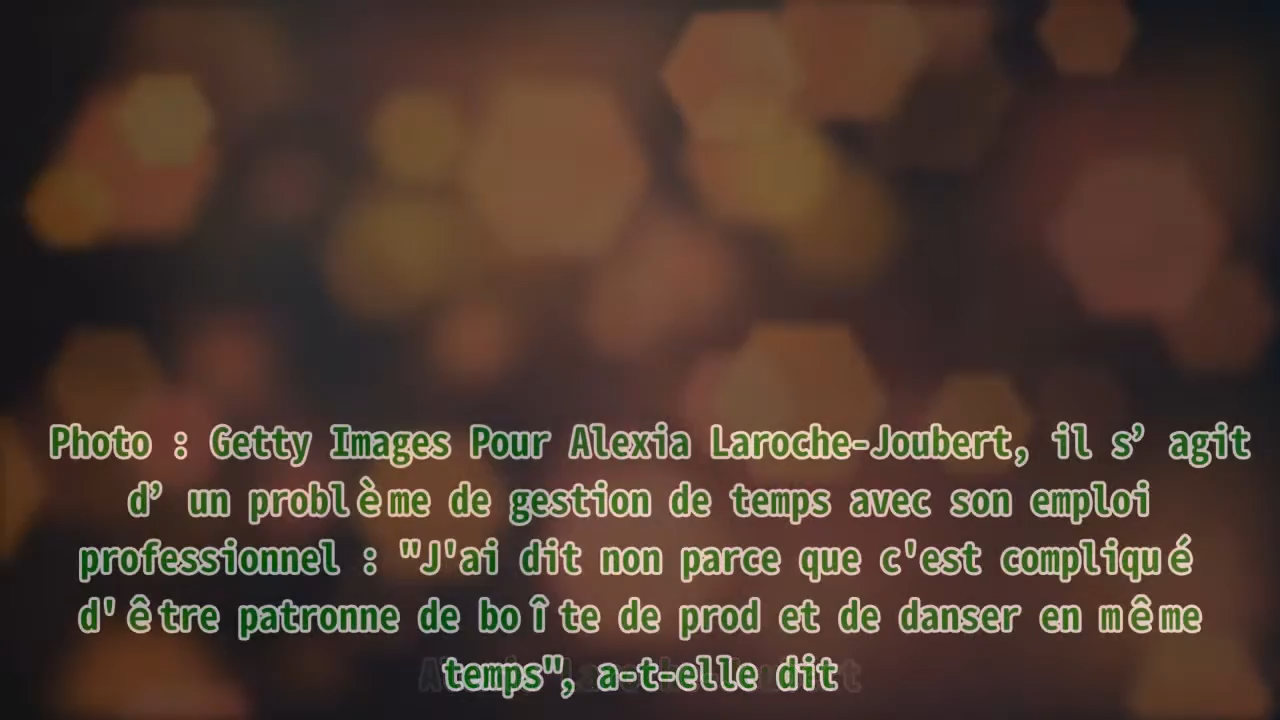 Photo : Getty Images Pour Alexia Laroche-Joubert, il s’ agit
d’ un problème de gestion de temps avec son emploi
professionnel : "J'ai dit non parce que c'est compliqué
d'être patronne de boîte de prod et de danser en même
temps", a-t-elle dit